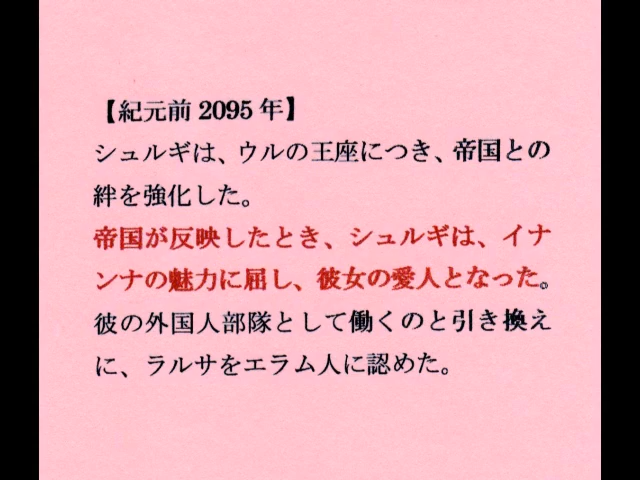 【紀元前 2095 年】
シュルギは、ウルの王座につき、帝国との
絆を強化した。
帝国が反映したとき、シュルギは、イナ
ンナの魅力に屈し、彼女の愛人となった。
彼の外国人部隊として働くのと引き換え
に、ラルサをエラム人に認めた。